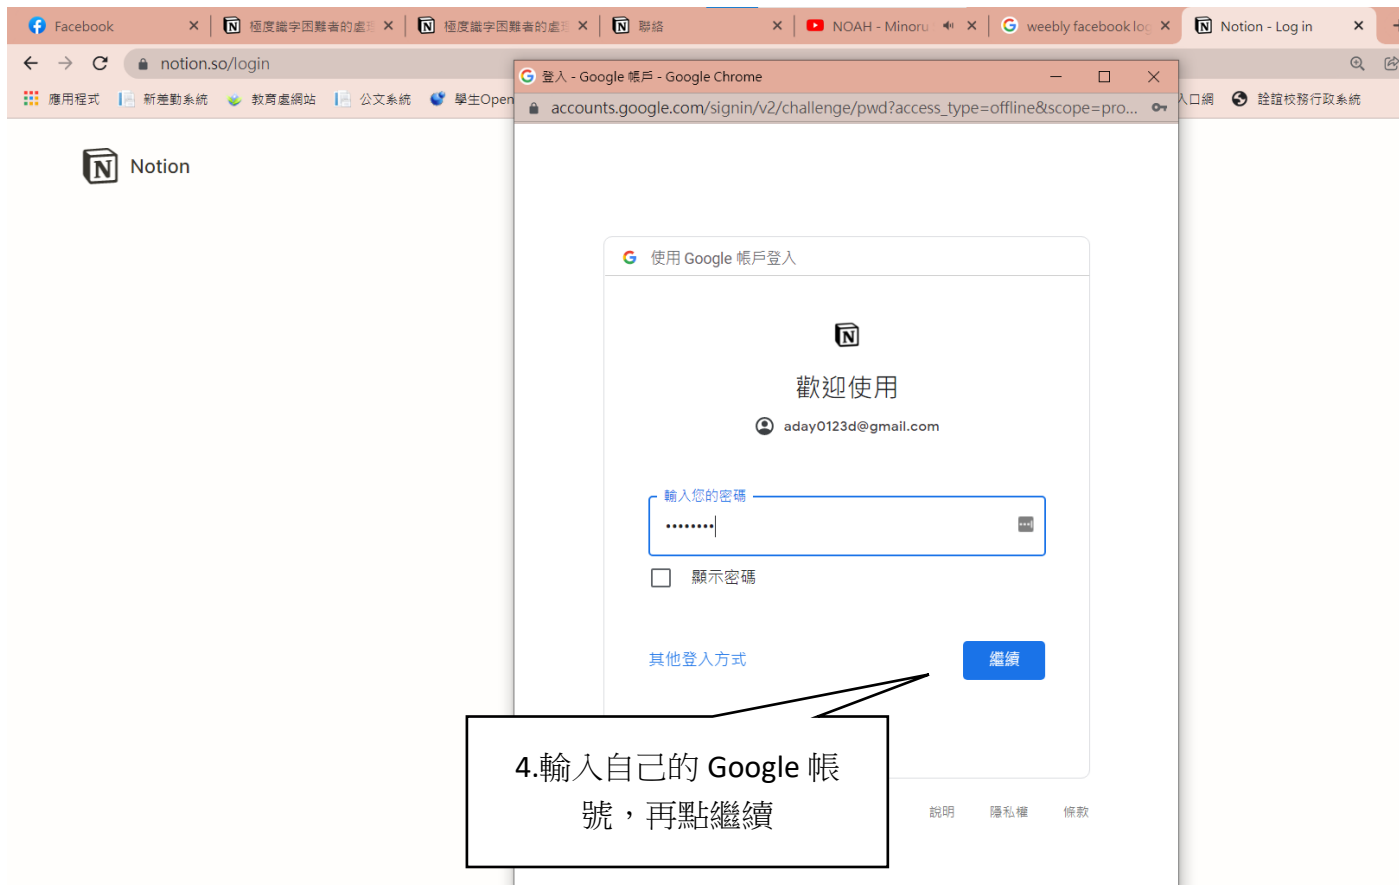 Facebook
極度識字困難者的處理
極度識字困難者的處理
聯絡
NOAH - Minoru
weebly facebook log
Notion - Log in
notion.so/login
應用程式
新差勤系統
教育處網站
公文系統
學生Open
入口網
詮誼校務行政系統
登入 - Google 帳戶 - Google Chrome
accounts.google.com/signin/v2/challenge/pwd?access_type=offline&scope=pro...
Notion
使用 Google 帳戶登入
歡迎使用
aday0123d@gmail.com
輸入您的密碼
••••••••
顯示密碼
其他登入方式
繼續
4.輸入自己的 Google 帳
號，再點繼續
說明
隱私權
條款